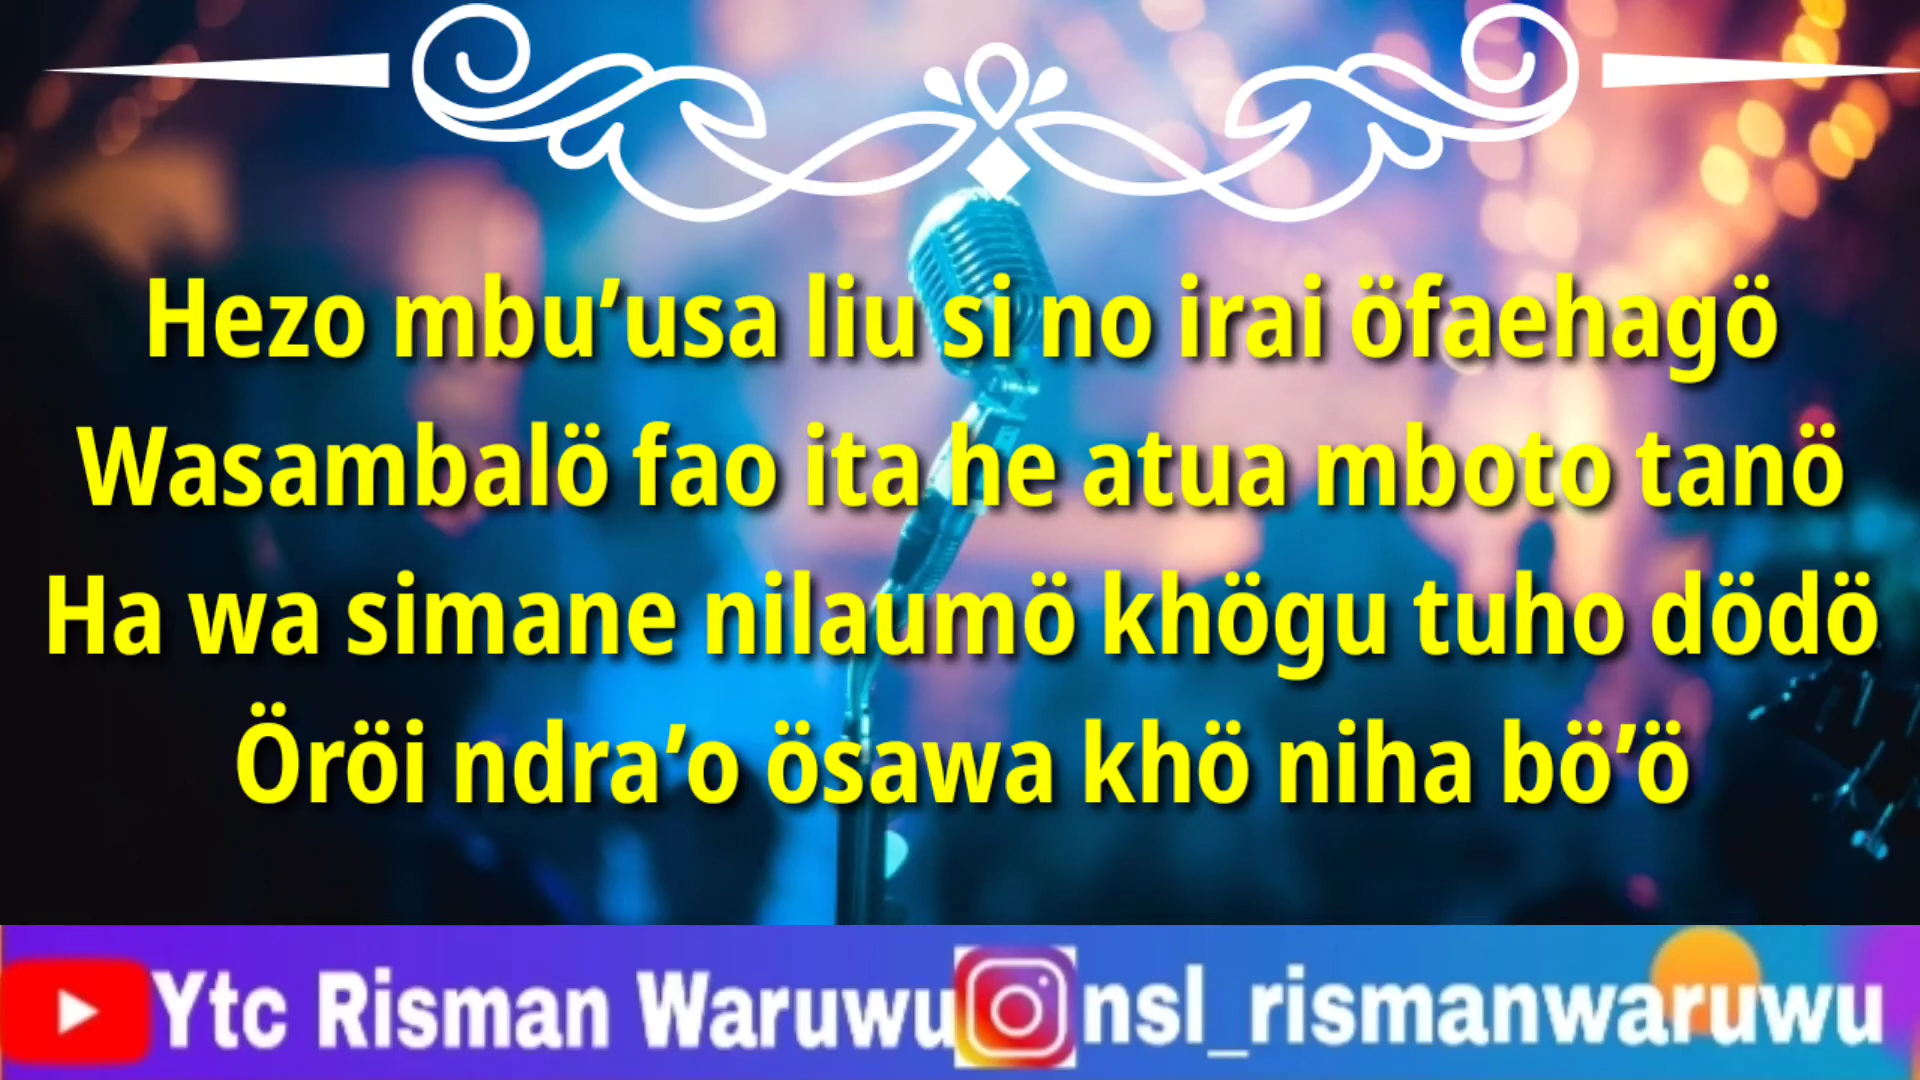 Hezo mbu’usa liu si no irai öfaehagö
Wasambalö fao ita he atua mboto tanö
Ha wa simane nilaumö khögu tuho dödö
Öröi ndra’o ösawa khö niha bö’ö
Ytc Risman Waruwu nsl_rismanwaruwu